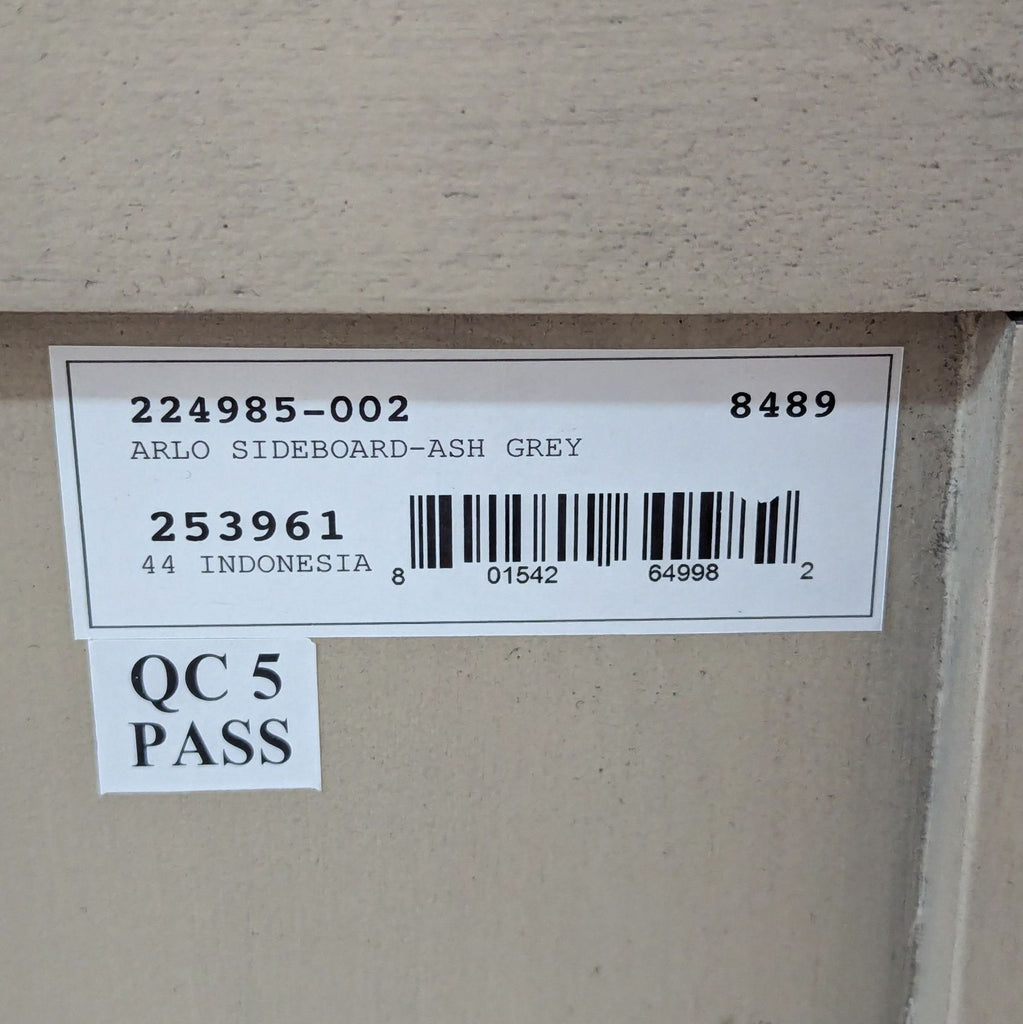 224985-002 8489
ARLO SIDEBOARD-ASH GREY
253961
44 INDONESIA
8 01542 64998 2
QC 5
PASS